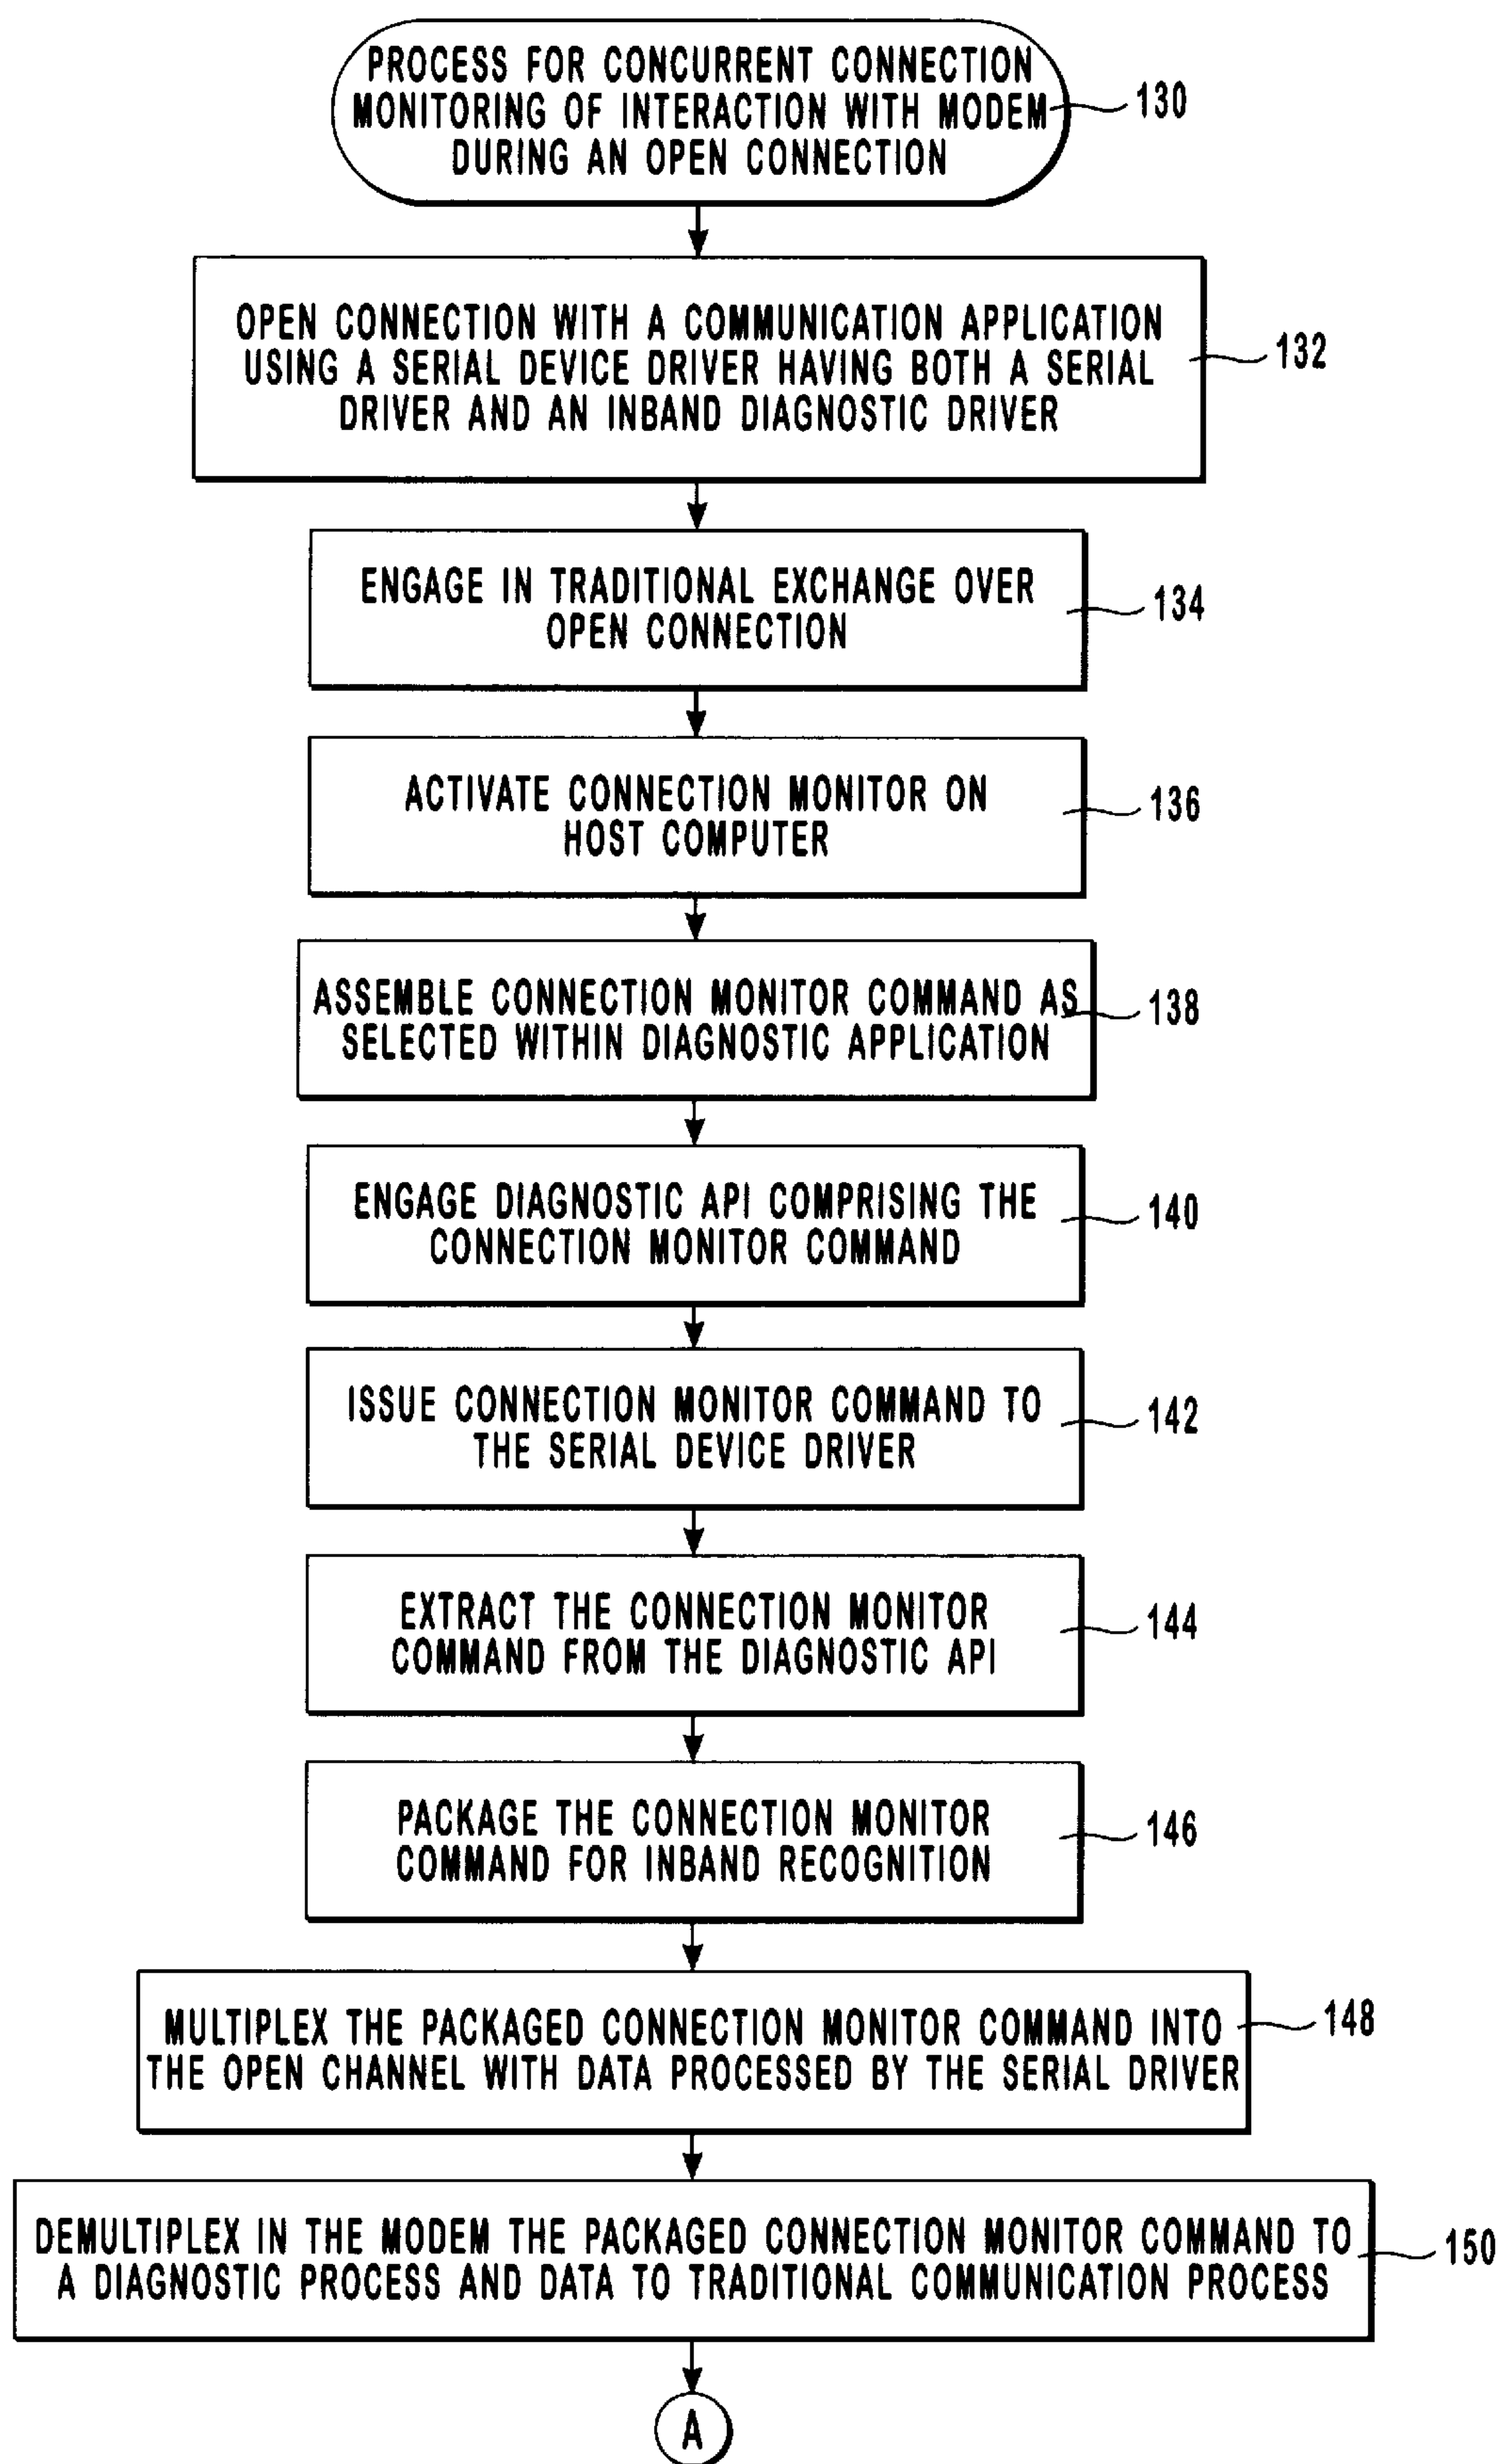 PROCESS FOR CONCURRENT CONNECTION
MONITORING OF INTERACTION WITH MODEM
DURING AN OPEN CONNECTION
130
OPEN CONNECTION WITH A COMMUNICATION APPLICATION
USING A SERIAL DEVICE DRIVER HAVING BOTH A SERIAL
DRIVER AND AN INBAND DIAGNOSTIC DRIVER
132
ENGAGE IN TRADITIONAL EXCHANGE OVER
OPEN CONNECTION
134
ACTIVATE CONNECTION MONITOR ON
HOST COMPUTER
136
ASSEMBLE CONNECTION MONITOR COMMAND AS
SELECTED WITHIN DIAGNOSTIC APPLICATION
138
ENGAGE DIAGNOSTIC API COMPRISING THE
CONNECTION MONITOR COMMAND
140
ISSUE CONNECTION MONITOR COMMAND TO
THE SERIAL DEVICE DRIVER
142
EXTRACT THE CONNECTION MONITOR
COMMAND FROM THE DIAGNOSTIC API
144
PACKAGE THE CONNECTION MONITOR
COMMAND FOR INBAND RECOGNITION
146
MULTIPLEX THE PACKAGED CONNECTION MONITOR COMMAND INTO
THE OPEN CHANNEL WITH DATA PROCESSED BY THE SERIAL DRIVER
148
DEMULTIPLEX IN THE MODEM THE PACKAGED CONNECTION MONITOR COMMAND TO
A DIAGNOSTIC PROCESS AND DATA TO TRADITIONAL COMMUNICATION PROCESS
150
A